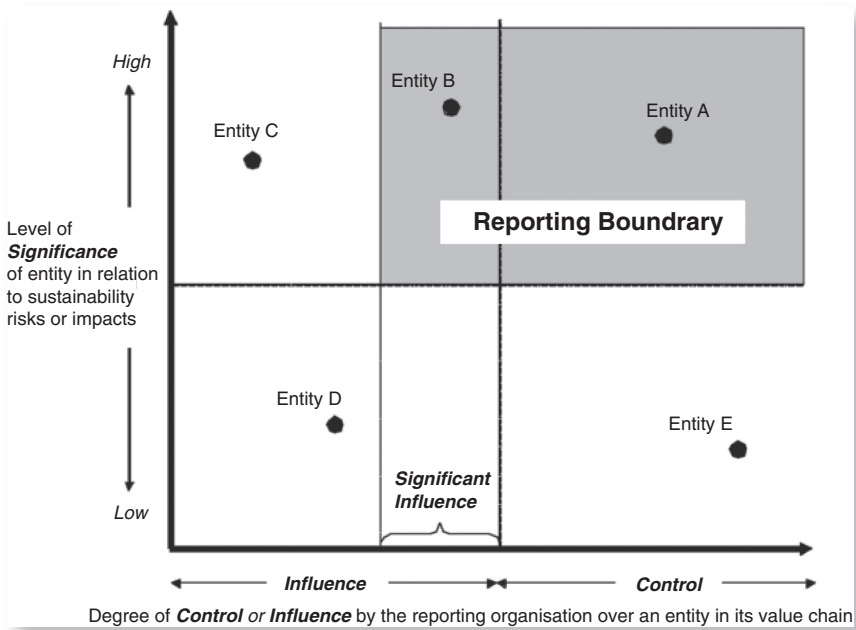 High
Entity B
Entity A
Entity C
Reporting Boundrary
Level of
Significance
of entity in relation
to sustainability
risks or impacts
Entity D
Entity E
Significant
Influence
Low
Influence
Control
Degree of Control or Influence by the reporting organisation over an entity in its value chain